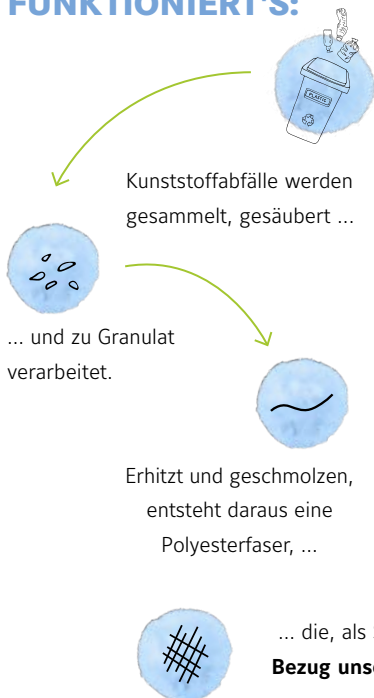 FUNKTIONIERT'S:
PLASTIC
Kunststoffabfälle werden
gesammelt, gesäubert ...
... und zu Granulat
verarbeitet.
Erhitzt und geschmolzen,
entsteht daraus eine
Polyesterfaser, ...
... die, als
Bezug